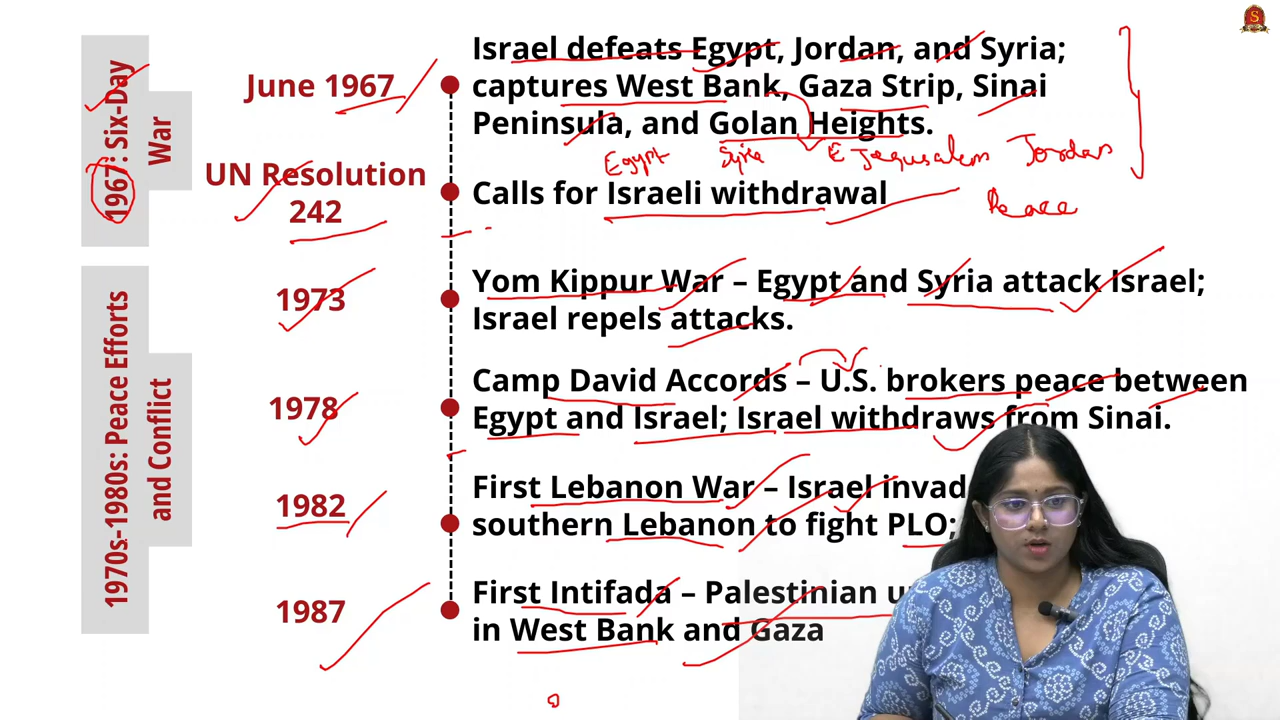 1967: Six-Day
War
June 1967
Israel defeats Egypt, Jordan, and Syria;
captures West Bank, Gaza Strip, Sinai
Peninsula, and Golan Heights.
Egypt Syria E Jerusalem Jordan
UN Resolution
242
Calls for Israeli withdrawal
Peace
1970s-1980s: Peace Efforts
and Conflict
1973
Yom Kippur War – Egypt and Syria attack Israel;
Israel repels attacks.
1978
Camp David Accords – U.S. brokers peace between
Egypt and Israel; Israel withdraws from Sinai.
1982
First Lebanon War – Israel invad
southern Lebanon to fight PLO;
1987
First Intifada – Palestinian u
in West Bank and Gaza
S